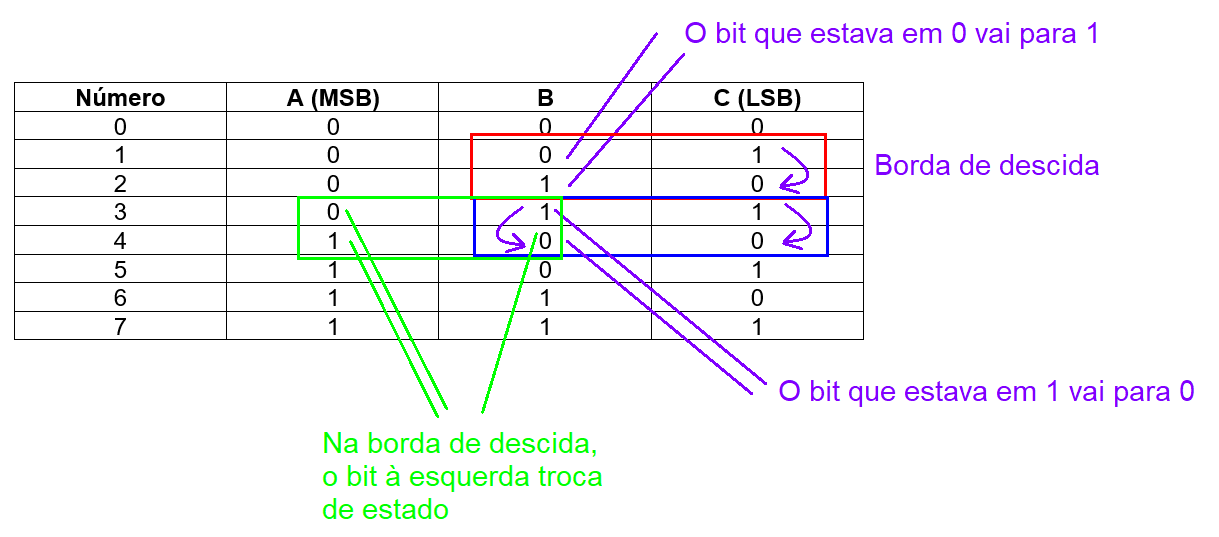 O bit que estava em 0 vai para 1
Número A (MSB) B C (LSB)
0 0 0 0
1 0 0 1
2 0 1 0
3 0 1 1
4 1 0 0
5 1 0 1
6 1 1 0
7 1 1 1
Borda de descida
O bit que estava em 1 vai para 0
Na borda de descida,
o bit à esquerda troca
de estado